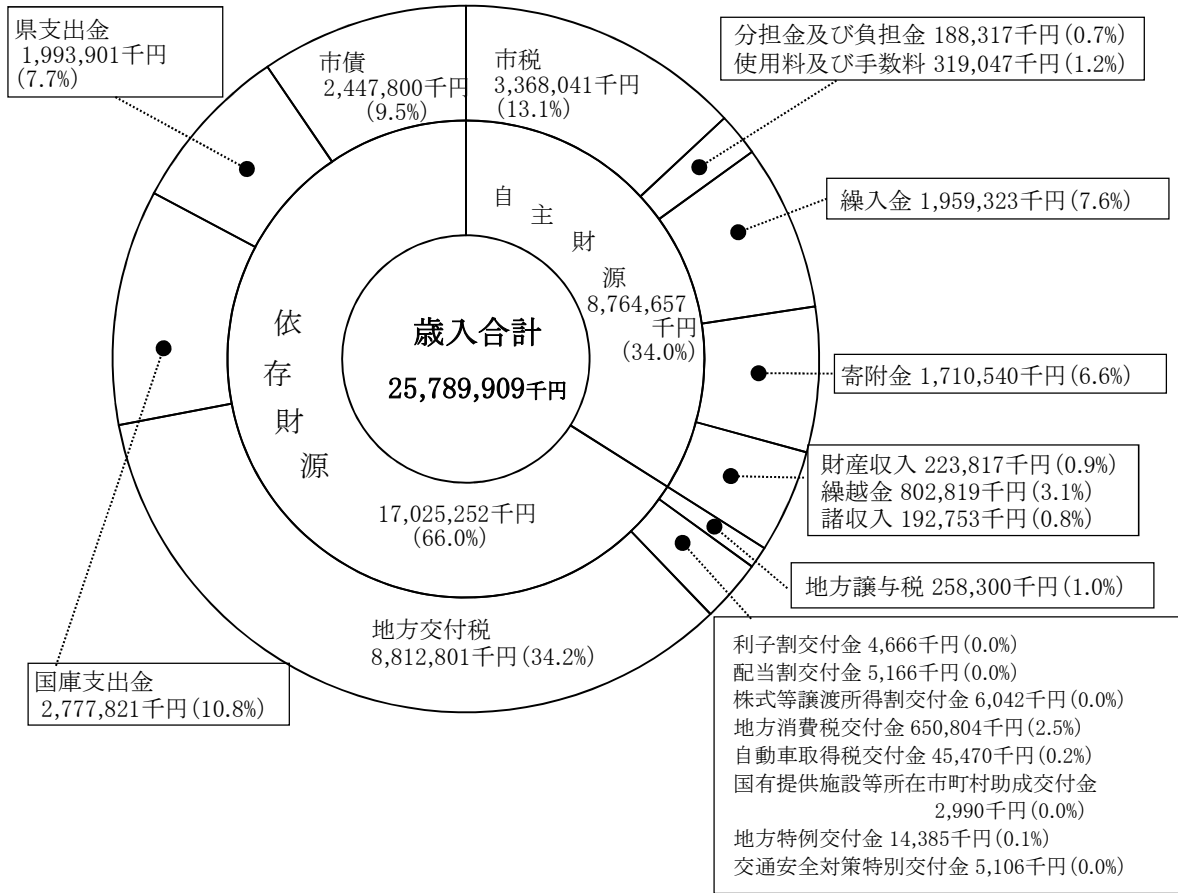 県支出金
1,993,901千円
(7.7%)
市債
2,447,800千円
(9.5%)
市税
3,368,041千円
(13.1%)
分担金及び負担金 188,317千円(0.7%)
使用料及び手数料 319,047千円(1.2%)
繰入金 1,959,323千円(7.6%)
自主財源
8,764,657
千円
(34.0%)
歳入合計
25,789,909千円
依存財源
17,025,252千円
(66.0%)
寄附金 1,710,540千円(6.6%)
財産収入 223,817千円(0.9%)
繰越金 802,819千円(3.1%)
諸収入 192,753千円(0.8%)
地方譲与税 258,300千円(1.0%)
地方交付税
8,812,801千円(34.2%)
国庫支出金
2,777,821千円(10.8%)
利子割交付金 4,666千円(0.0%)
配当割交付金 5,166千円(0.0%)
株式等譲渡所得割交付金 6,042千円(0.0%)
地方消費税交付金 650,804千円(2.5%)
自動車取得税交付金 45,470千円(0.2%)
国有提供施設等所在市町村助成交付金
2,990千円(0.0%)
地方特例交付金 14,385千円(0.1%)
交通安全対策特別交付金 5,106千円(0.0%)